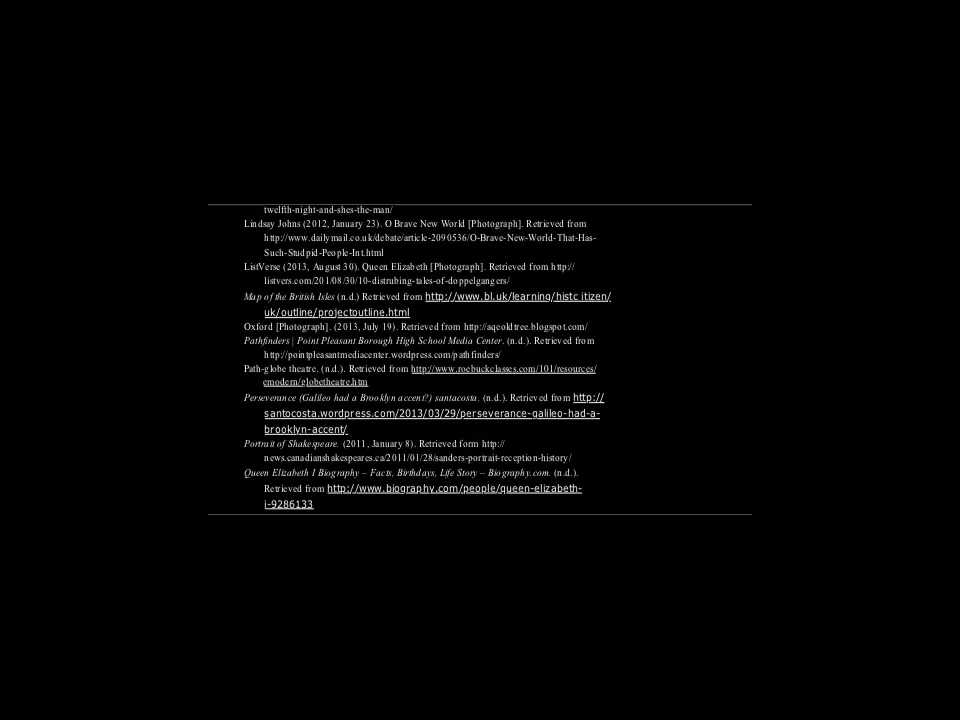 twelfth-night-and-shes-the-man/
Lindsay Johns (2012, January 23). O Brave New World [Photograph]. Retrieved from
http://www.dailymail.co.uk/debate/article-2090536/O-Brave-New-World-That-Has-
Such-Studpid-People-Int.html
ListVerse (2013, August 30). Queen Elizabeth [Photograph]. Retrieved from http://
listvers.com/201/08/30/10-distrubing-tales-of-doppelgangers/
Map of the British Isles (n.d.) Retrieved from http://www.bl.uk/learning/histc itizen/
uk/outline/projectoutline.html
Oxford [Photograph]. (2013, July 19). Retrieved from http://aqeoldtree.blogspot.com/
Pathfinders | Point Pleasant Borough High School Media Center. (n.d.). Retrieved from
http://pointpleasantmediacenter.wordpress.com/pathfinders/
Path-globe theatre. (n.d.). Retrieved from http://www.roebuckclasses.com/101/resources/
emodern/globetheatre.htm
Perseverance (Galileo had a Brooklyn accent?) santacosta. (n.d.). Retrieved from http://
santocosta.wordpress.com/2013/03/29/perseverance-galileo-had-a-
brooklyn-accent/
Portrait of Shakespeare. (2011, January 8). Retrieved form http://
news.canadianshakespeares.ca/2011/01/28/sanders-portrait-reception-history/
Queen Elizabeth I Biography – Facts, Birthdays, Life Story – Biography.com. (n.d.).
Retrieved from http://www.biography.com/people/queen-elizabeth-
i-9286133